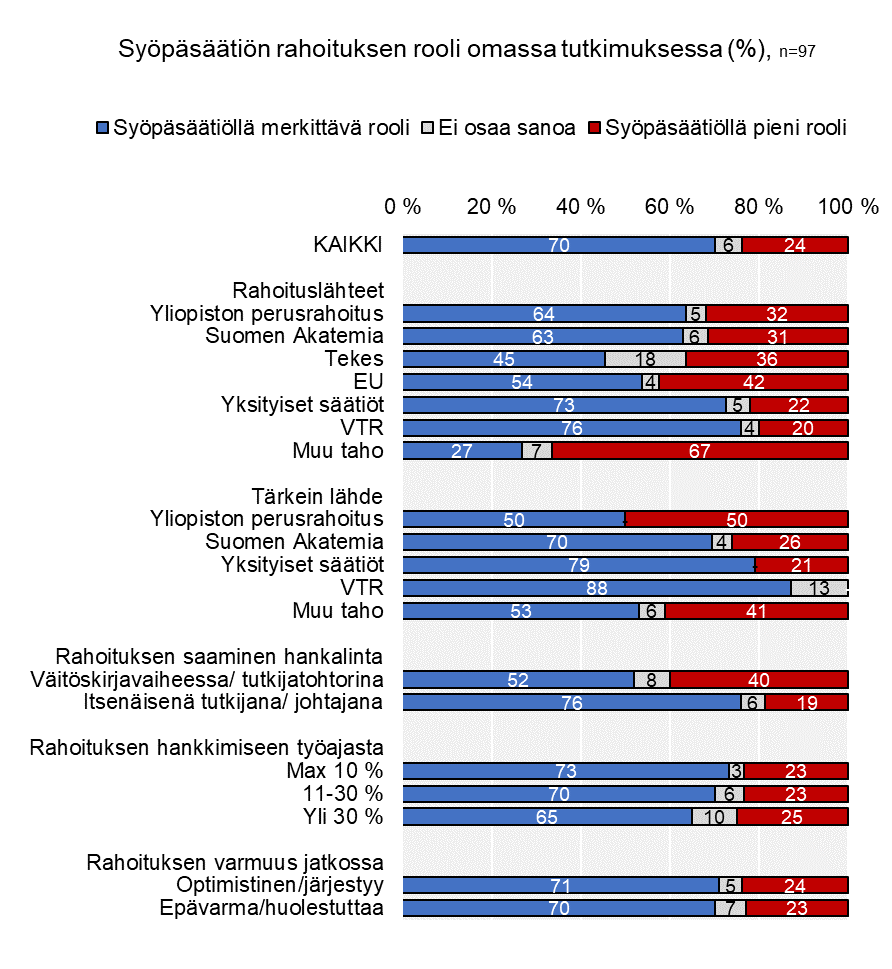 Syöpäsäätiön rahoituksen rooli omassa tutkimuksessa (%), n=97
Syöpäsäätiöllä merkittävä rooli Ei osaa sanoa Syöpäsäätiöllä pieni rooli
0 % 20 % 40 % 60 % 80 % 100 %
KAIKKI 70 6 24
Rahoituslähteet
Yliopiston perusrahoitus 64 5 32
Suomen Akatemia 63 6 31
Tekes 45 18 36
EU 54 4 42
Yksityiset säätiöt 73 5 22
VTR 76 4 20
Muu taho 27 7 67
Tärkein lähde
Yliopiston perusrahoitus 50 50
Suomen Akatemia 70 4 26
Yksityiset säätiöt 79 21
VTR 88 13
Muu taho 53 6 41
Rahoituksen saaminen hankalinta
Väitöskirjavaiheessa/ tutkijatohtorina 52 8 40
Itsenäisenä tutkijana/ johtajana 76 6 19
Rahoituksen hankkimiseen työajasta
Max 10 % 73 3 23
11-30 % 70 6 23
Yli 30 % 65 10 25
Rahoituksen varmuus jatkossa
Optimistinen/järjestyy 71 5 24
Epävarma/huolestuttaa 70 7 23